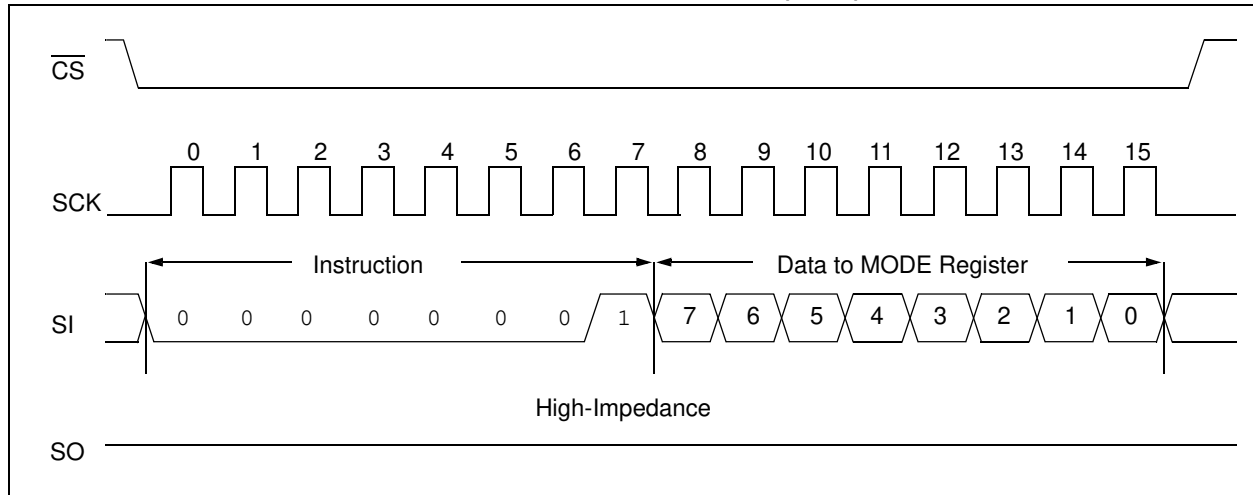 CS
0 1 2 3 4 5 6 7 8 9 10 11 12 13 14 15
SCK
Instruction Data to MODE Register
SI 0 0 0 0 0 0 0 1 7 6 5 4 3 2 1 0
High-Impedance
SO